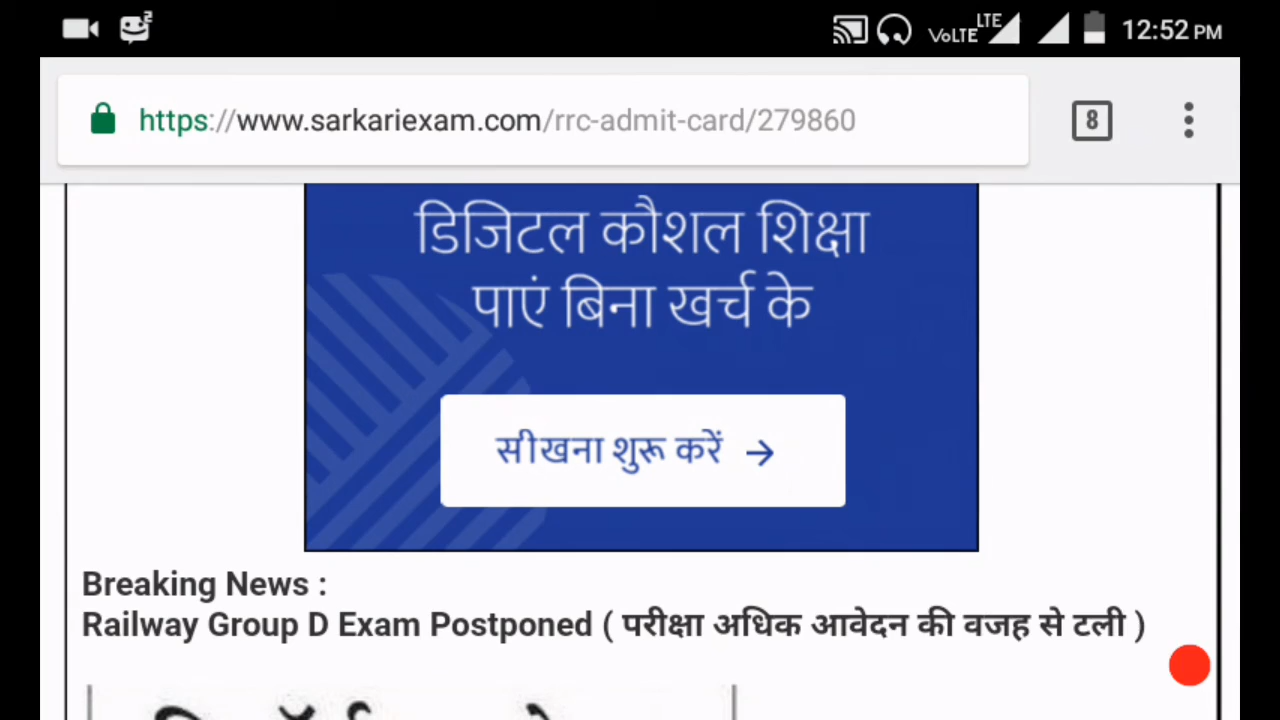 VoLTE LTE 12:52 PM
https://www.sarkariexam.com/rrc-admit-card/279860
8
डिजिटल कौशल शिक्षा
पाएं बिना खर्च के
सीखना शुरू करें →
Breaking News :
Railway Group D Exam Postponed ( परीक्षा अधिक आवेदन की वजह से टली )